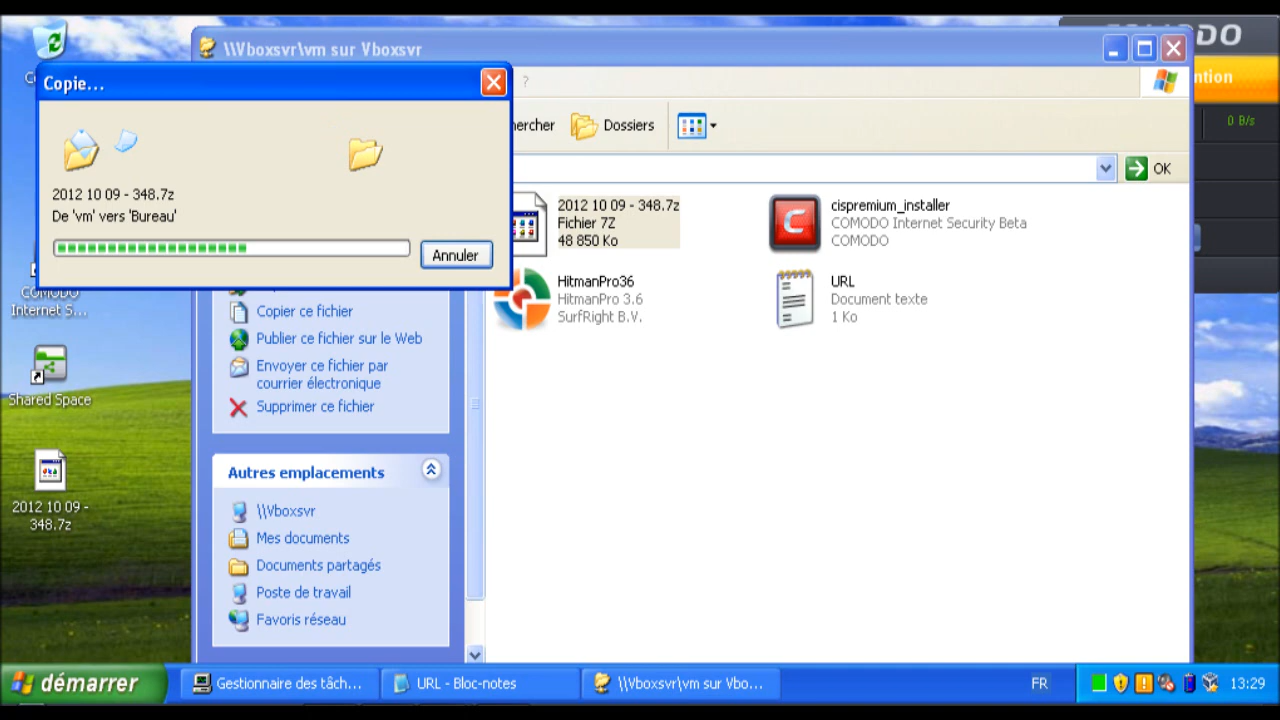 \\Vboxsvr\vm sur Vboxsvr
Copie...
?
2012 10 09 - 348.7z
De 'vm' vers 'Bureau'
Annuler
Dossiers
OK
2012 10 09 - 348.7z
Fichier 7Z
48 850 Ko
cispremium_installer
COMODO Internet Security Beta
COMODO
HitmanPro36
HitmanPro 3.6
SurfRight B.V.
URL
Document texte
1 Ko
Copier ce fichier
Publier ce fichier sur le Web
Envoyer ce fichier par
courrier électronique
Supprimer ce fichier
Autres emplacements
\\Vboxsvr
Mes documents
Documents partagés
Poste de travail
Favoris réseau
COMODO
Internet S...
Shared Space
2012 10 09 -
348.7z
0 B/s
démarrer
Gestionnaire des tâch...
URL - Bloc-notes
\\Vboxsvr\vm sur Vbo...
FR
13:29